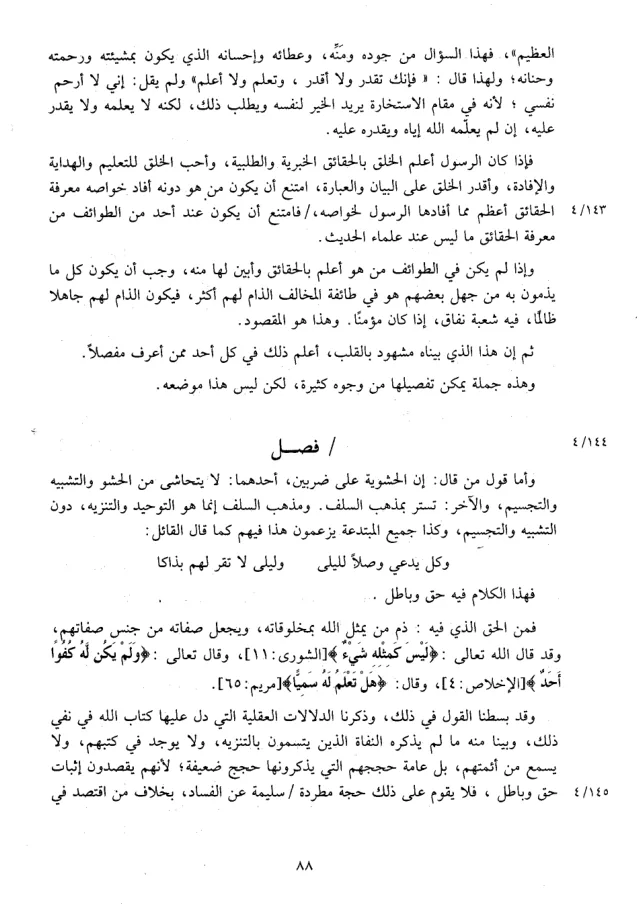 العظيم»، فهذا السؤال من جوده ومَنِّه، وعطائه وإحسانه الذي يكون بمشيئته ورحمته
وحنانه؛ ولهذا قال : « فإنك تقدر ولا أقدر ، وتعلم ولا أعلم» ولم يقل: إني لا أرحم
نفسي ؛ لأنه في مقام الاستخارة يريد الخير لنفسه ويطلب ذلك، لكنه لا يعلمه ولا يقدر
عليه، إن لم يعلّمه الله إياه ويقدره عليه.
فإذا كان الرسول أعلم الخلق بالحقائق الخبرية والطلبية، وأحب الخلق للتعليم والهداية
والإفادة، وأقدر الخلق على البيان والعبارة، امتنع أن يكون من هو دونه أفاد خواصه معرفة
الحقائق أعظم مما أفادها الرسول لخواصه،/ فامتنع أن يكون عند أحد من الطوائف من ٤/١٤٣
معرفة الحقائق ما ليس عند علماء الحديث.
وإذا لم يكن في الطوائف من هو أعلم بالحقائق وأبين لها منه، وجب أن يكون كل ما
يذمون به من جهل بعضهم هو في طائفة المخالف الذام لهم أكثر، فيكون الذام لهم جاهلا
ظالمًا، فيه شعبة نفاق، إذا كان مؤمنًا. وهذا هو المقصود.
ثم إن هذا الذي بيناه مشهود بالقلب، أعلم ذلك في كل أحد ممن أعرف مفصلاً.
وهذه جملة يمكن تفصيلها من وجوه كثيرة، لكن ليس هذا موضعه.
/ فصــل ٤/١٤٤
وأما قول من قال: إن الحشوية على ضربين، أحدهما: لا يتحاشى من الحشو والتشبيه
والتجسيم، والآخر: تستر بمذهب السلف. ومذهب السلف إنما هو التوحيد والتنزيه، دون
التشبيه والتجسيم، وكذا جميع المبتدعة يزعمون هذا فيهم كما قال القائل:
وكل يدعي وصلاً لليلى وليلى لا تقر لهم بذاكا
فهذا الكلام فيه حق وباطل .
فمن الحق الذي فيه : ذم من يمثل الله بمخلوقاته، ويجعل صفاته من جنس صفاتهم،
وقد قال الله تعالى : ﴿لَيْسَ كَمِثْلِهِ شَيْءٌ ﴾[الشورى:١١]، وقال تعالى :﴿وَلَمْ يَكُن لَّهُ كُفُوًا
أَحَدٌ ﴾[الإخلاص:٤]، وقال: ﴿هَلْ تَعْلَمُ لَهُ سَمِيًّا﴾[مريم:٦٥].
وقد بسطنا القول في ذلك، وذكرنا الدلالات العقلية التي دل عليها كتاب الله في نفي
ذلك، وبينا منه ما لم يذكره النفاة الذين يتسمون بالتنزيه، ولا يوجد في كتبهم، ولا
يسمع من أئمتهم، بل عامة حججهم التي يذكرونها حجج ضعيفة؛ لأنهم يقصدون إثبات
حق وباطل ، فلا يقوم على ذلك حجة مطردة / سليمة عن الفساد، بخلاف من اقتصد في ٤/١٤٥
٨٨